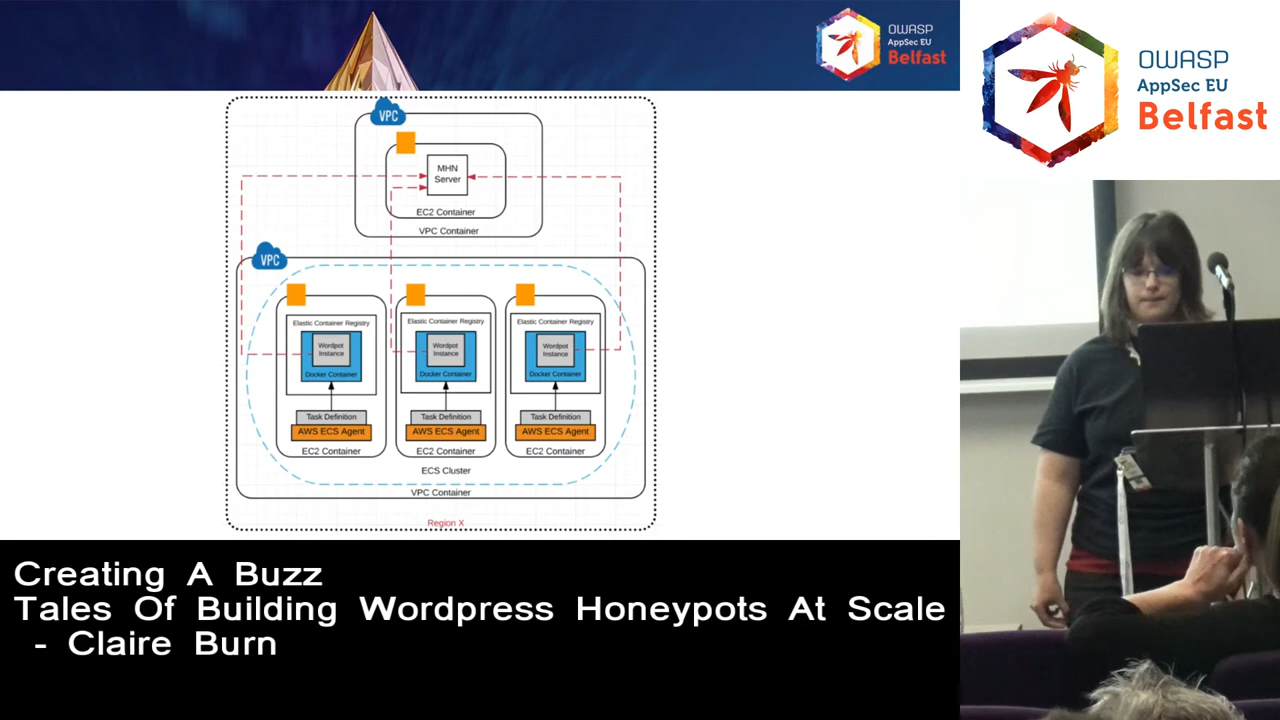 OWASP
AppSec EU
Belfast
OWASP
AppSec EU
Belfast
VPC
MHN
Server
EC2 Container
VPC Container
VPC
Elastic Container Registry
Elastic Container Registry
Elastic Container Registry
Wordpot
Instance
Wordpot
Instance
Wordpot
Instance
Docker Container
Docker Container
Docker Container
Task Definition
Task Definition
Task Definition
AWS ECS Agent
AWS ECS Agent
AWS ECS Agent
EC2 Container
EC2 Container
EC2 Container
ECS Cluster
VPC Container
Region X
Creating A Buzz
Tales Of Building Wordpress Honeypots At Scale
- Claire Burn